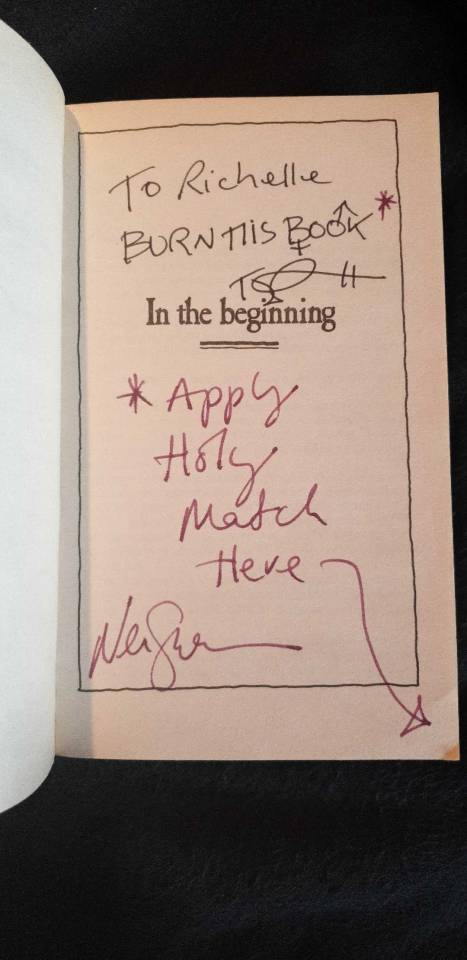 To Richelle
BURN THIS BOOK *
In the beginning
* Apply
Holy
Match
Here